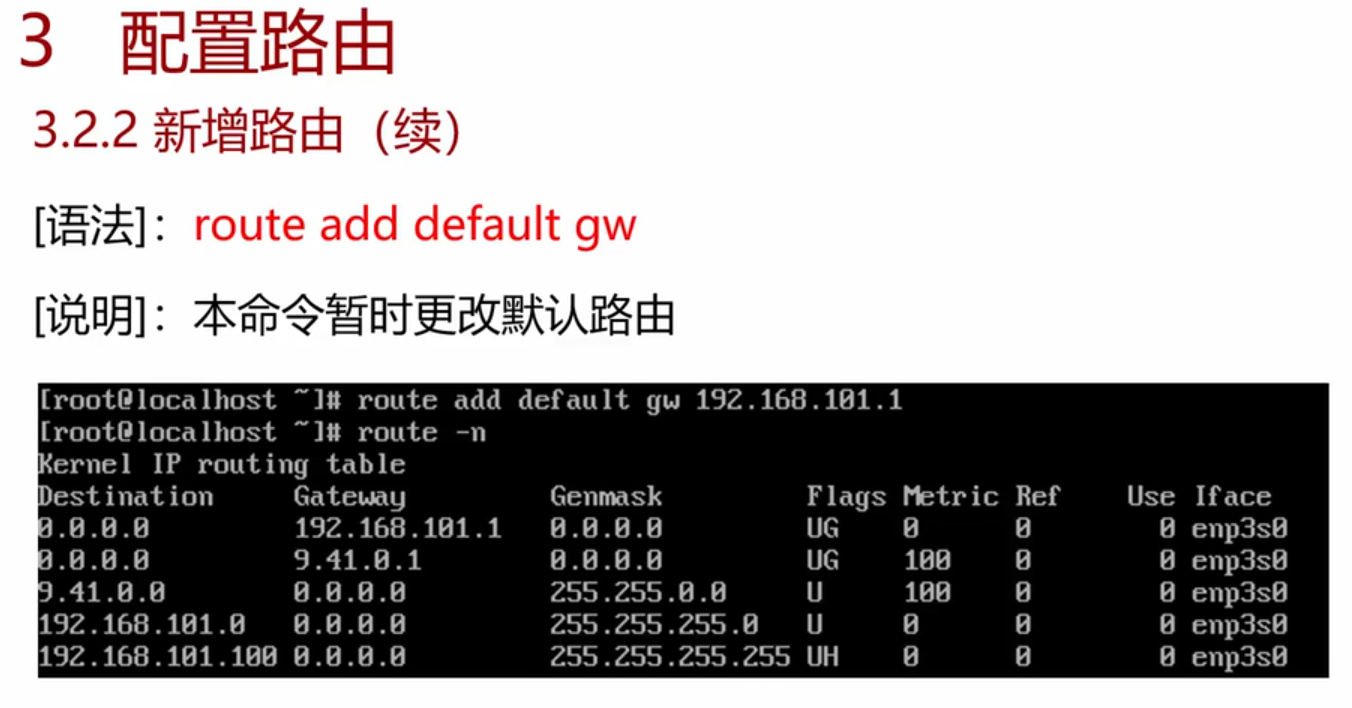 3 配置路由
3.2.2 新增路由（续）
[语法]：route add default gw
[说明]：本命令暂时更改默认路由
[root@localhost ~]# route add default gw 192.168.101.1
[root@localhost ~]# route -n
Kernel IP routing table
Destination Gateway Genmask Flags Metric Ref Use Iface
0.0.0.0 192.168.101.1 0.0.0.0 UG 0 0 0 enp3s0
0.0.0.0 9.41.0.1 0.0.0.0 UG 100 0 0 enp3s0
9.41.0.0 0.0.0.0 255.255.0.0 U 100 0 0 enp3s0
192.168.101.0 0.0.0.0 255.255.255.0 U 0 0 0 enp3s0
192.168.101.100 0.0.0.0 255.255.255.255 UH 0 0 0 enp3s0